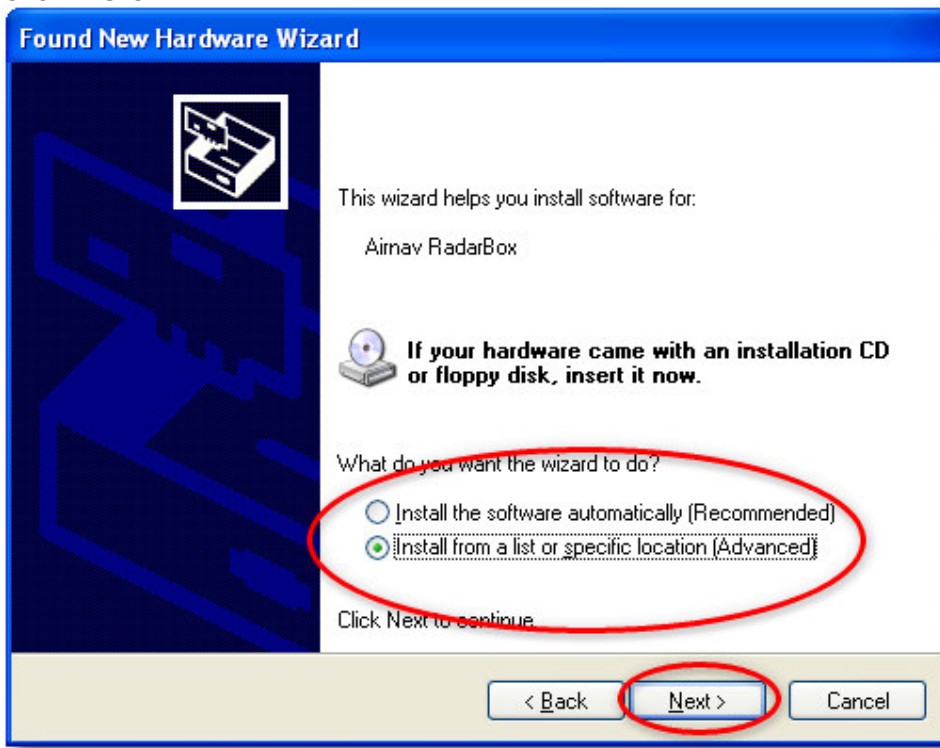 Found New Hardware Wizard
This wizard helps you install software for:
Airnav RadarBox
If your hardware came with an installation CD
or floppy disk, insert it now.
What do you want the wizard to do?
Install the software automatically (Recommended)
Install from a list or specific location (Advanced)
Click Next to continue.
< Back
Next >
Cancel